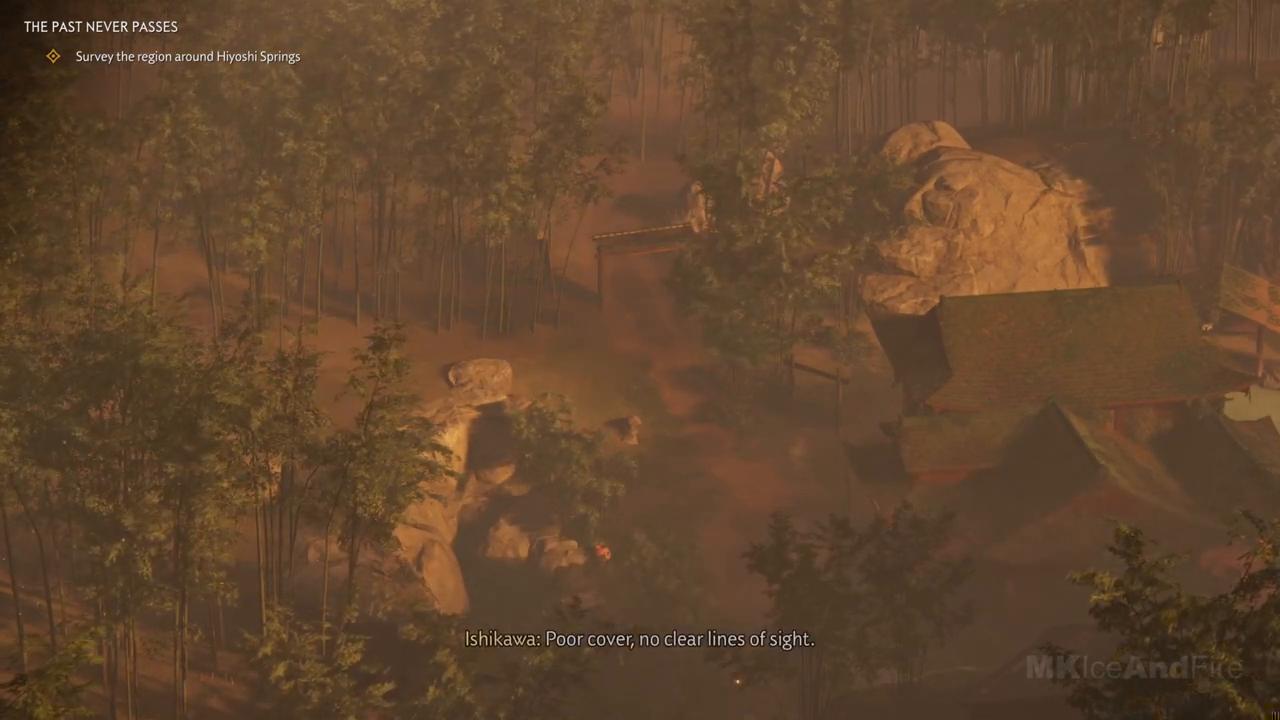 THE PAST NEVER PASSES
Survey the region around Hiyoshi Springs
Ishikawa: Poor cover, no clear lines of sight.
MKIceAndFire